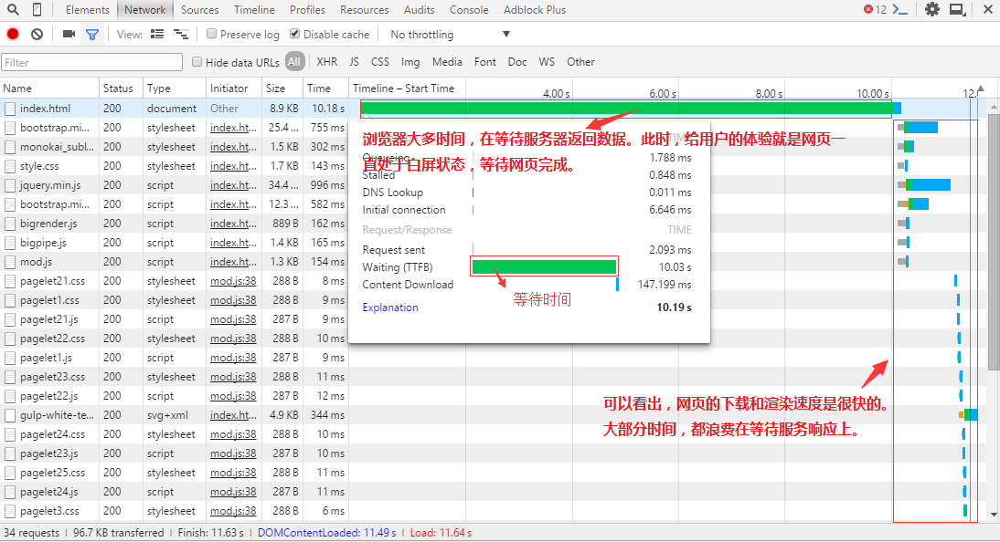 Elements Network Sources Timeline Profiles Resources Audits Console Adblock Plus 12
View: Preserve log Disable cache No throttling
Filter Hide data URLs All XHR JS CSS Img Media Font Doc WS Other
Name Status Type Initiator Size Time Timeline – Start Time
4.00 s 6.00 s 8.00 s 10.00 s 12.
index.html 200 document Other 8.9 KB 10.18 s
bootstrap.mi... 200 stylesheet index.ht... 25.4 ... 755 ms
monokai_subl... 200 stylesheet index.ht... 1.5 KB 302 ms
style.css 200 stylesheet index.ht... 1.7 KB 143 ms
jquery.min.js 200 script index.ht... 34.4 ... 996 ms
bootstrap.mi... 200 script index.ht... 12.3 ... 582 ms
bigrender.js 200 script index.ht... 889 B 162 ms
bigpipe.js 200 script index.ht... 1.4 KB 165 ms
mod.js 200 script index.ht... 1.3 KB 154 ms
pagelet21.css 200 stylesheet mod.js:38 288 B 8 ms
pagelet1.css 200 stylesheet mod.js:38 288 B 9 ms
pagelet21.js 200 script mod.js:38 287 B 9 ms
pagelet22.css 200 stylesheet mod.js:38 288 B 10 ms
pagelet1.js 200 script mod.js:38 287 B 9 ms
pagelet23.css 200 stylesheet mod.js:38 288 B 11 ms
pagelet22.js 200 script mod.js:38 287 B 12 ms
gulp-white-te... 200 svg+xml index.ht... 4.9 KB 344 ms
pagelet24.css 200 stylesheet mod.js:38 288 B 10 ms
pagelet23.js 200 script mod.js:38 287 B 10 ms
pagelet25.css 200 stylesheet mod.js:38 288 B 11 ms
pagelet24.js 200 script mod.js:38 287 B 11 ms
pagelet3.css 200 stylesheet mod.js:38 288 B 6 ms
浏览器大多时间，在等待服务器返回数据。此时，给用户的体验就是网页一
直处于白屏状态，等待网页完成。
TIME
Queueing 1.788 ms
Stalled 0.848 ms
DNS Lookup 0.011 ms
Initial connection 6.646 ms
Request/Response TIME
Request sent 2.093 ms
Waiting (TTFB) 10.03 s
Content Download 147.199 ms
等待时间
Explanation 10.19 s
可以看出，网页的下载和渲染速度是很快的。
大部分时间，都浪费在等待服务响应上。
34 requests | 96.7 KB transferred | Finish: 11.63 s | DOMContentLoaded: 11.49 s | Load: 11.64 s